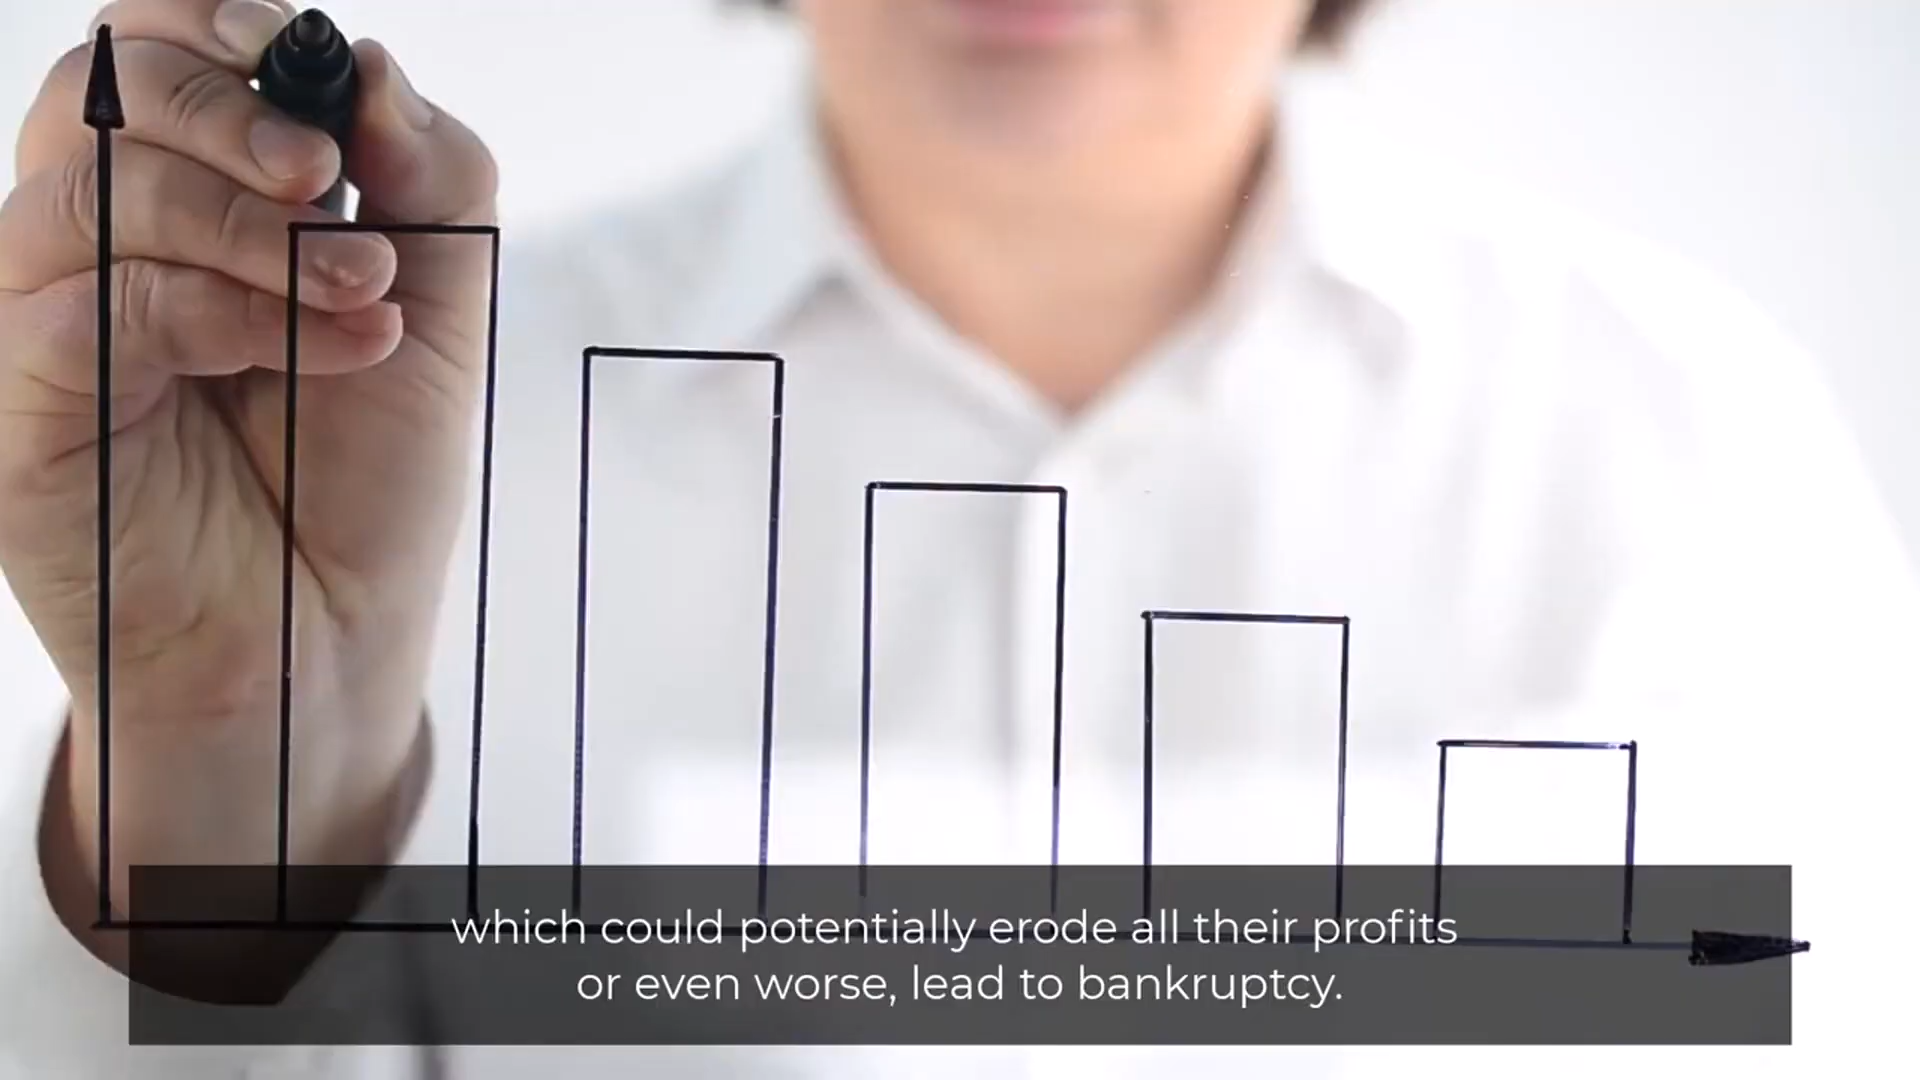 which could potentially erode all their profits
or even worse, lead to bankruptcy.